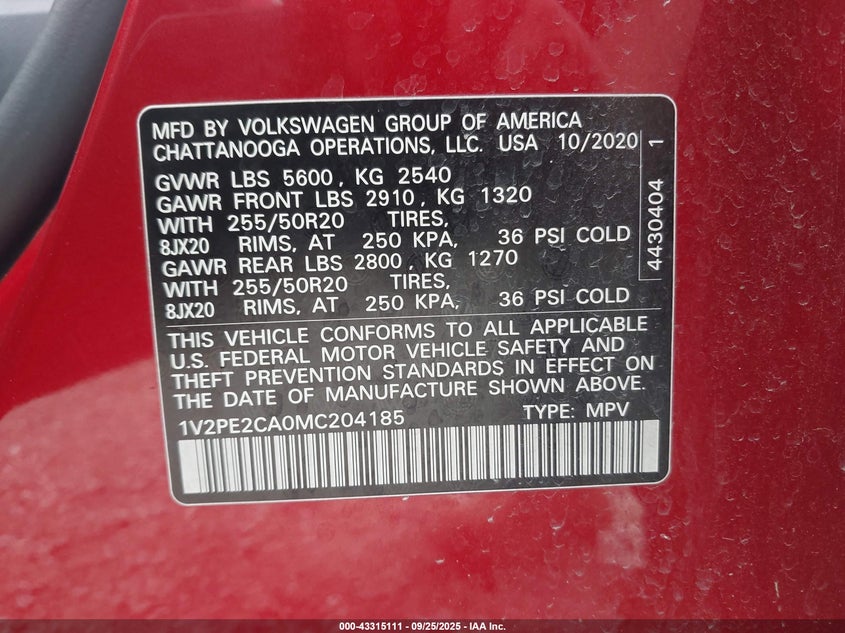 MFD BY VOLKSWAGEN GROUP OF AMERICA
CHATTANOOGA OPERATIONS, LLC. USA 10/2020
GVWR LBS 5600, KG 2540
GAWR FRONT LBS 2910, KG 1320
WITH 255/50R20 TIRES,
8JX20 RIMS, AT 250 KPA, 36 PSI COLD
GAWR REAR LBS 2800, KG 1270
WITH 255/50R20 TIRES,
8JX20 RIMS, AT 250 KPA, 36 PSI COLD
4430404 1
THIS VEHICLE CONFORMS TO ALL APPLICABLE
U.S. FEDERAL MOTOR VEHICLE SAFETY AND
THEFT PREVENTION STANDARDS IN EFFECT ON
THE DATE OF MANUFACTURE SHOWN ABOVE.
1V2PE2CA0MC204185 TYPE: MPV
000-43315111 - 09/25/2025 - IAA Inc.